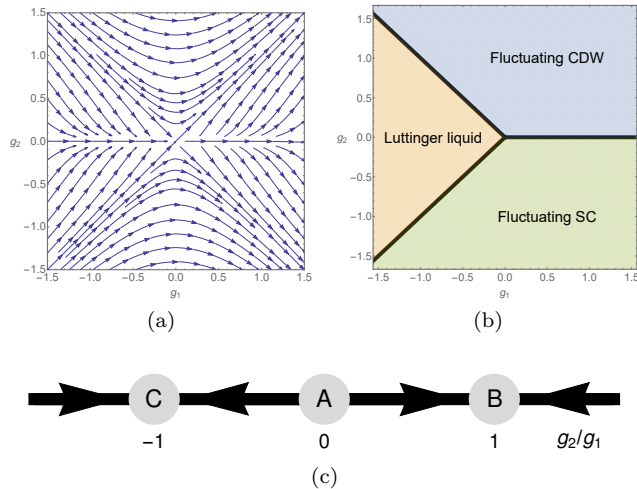 1.5
1.0
0.5
g₂ 0.0
−0.5
−1.0
−1.5
−1.5 −1.0 −0.5 0.0 0.5 1.0 1.5
g₁
(a)
1.5
1.0
0.5
g₂ 0.0
−0.5
−1.0
−1.5
−1.5 −1.0 −0.5 0.0 0.5 1.0 1.5
g₁
Fluctuating CDW
Luttinger liquid
Fluctuating SC
(b)
C A B
−1 0 1 g₂/g₁
(c)